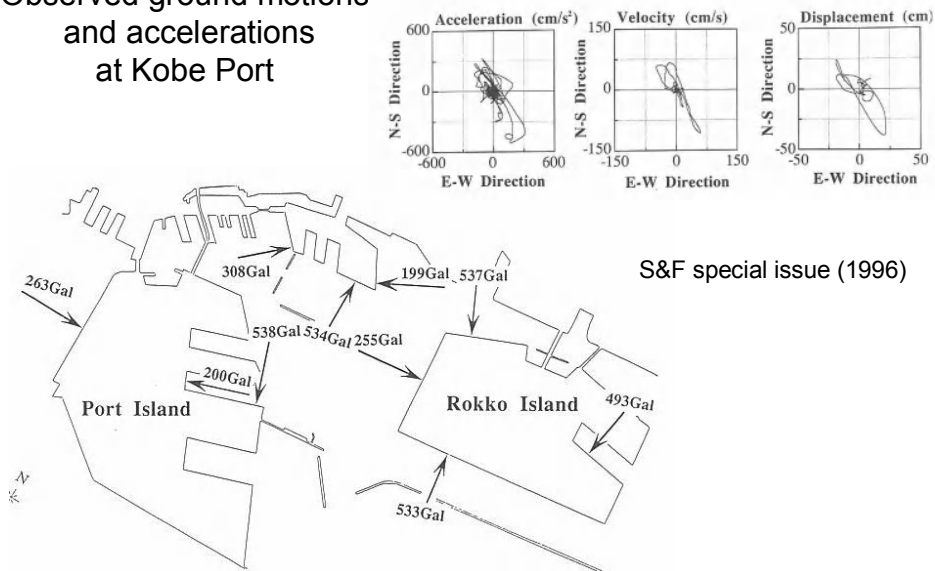 Observed ground motions
and accelerations
at Kobe Port
Acceleration (cm/s²)
600
0
-600
N-S Direction
-600 0 600
E-W Direction
Velocity (cm/s)
150
0
-150
N-S Direction
-150 0 150
E-W Direction
Displacement (cm)
50
0
-50
N-S Direction
-50 0 50
E-W Direction
S&F special issue (1996)
263Gal
308Gal
199Gal
537Gal
538Gal
534Gal
255Gal
200Gal
Port Island
Rokko Island
493Gal
533Gal
N